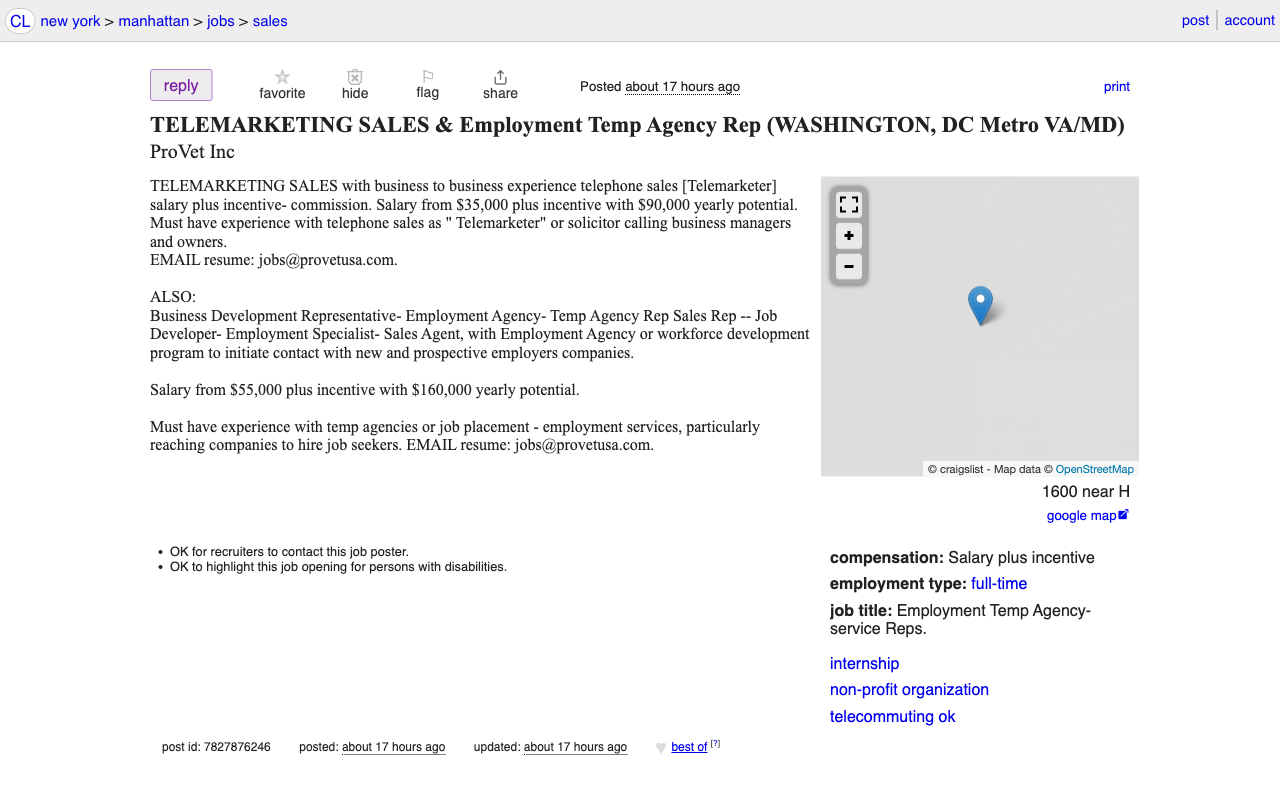 CL new york > manhattan > jobs > sales
post account
reply
favorite
hide
flag
share
Posted about 17 hours ago
print
TELEMARKETING SALES & Employment Temp Agency Rep (WASHINGTON, DC Metro VA/MD)
ProVet Inc
TELEMARKETING SALES with business to business experience telephone sales [Telemarketer]
salary plus incentive- commission. Salary from $35,000 plus incentive with $90,000 yearly potential.
Must have experience with telephone sales as " Telemarketer" or solicitor calling business managers
and owners.
EMAIL resume: jobs@provetusa.com.
ALSO:
Business Development Representative- Employment Agency- Temp Agency Rep Sales Rep -- Job
Developer- Employment Specialist- Sales Agent, with Employment Agency or workforce development
program to initiate contact with new and prospective employers companies.
Salary from $55,000 plus incentive with $160,000 yearly potential.
Must have experience with temp agencies or job placement - employment services, particularly
reaching companies to hire job seekers. EMAIL resume: jobs@provetusa.com.
+
−
© craigslist - Map data © OpenStreetMap
1600 near H
google map
• OK for recruiters to contact this job poster.
• OK to highlight this job opening for persons with disabilities.
compensation: Salary plus incentive
employment type: full-time
job title: Employment Temp Agency-
service Reps.
internship
non-profit organization
telecommuting ok
post id: 7827876246
posted: about 17 hours ago
updated: about 17 hours ago
♥ best of [?]